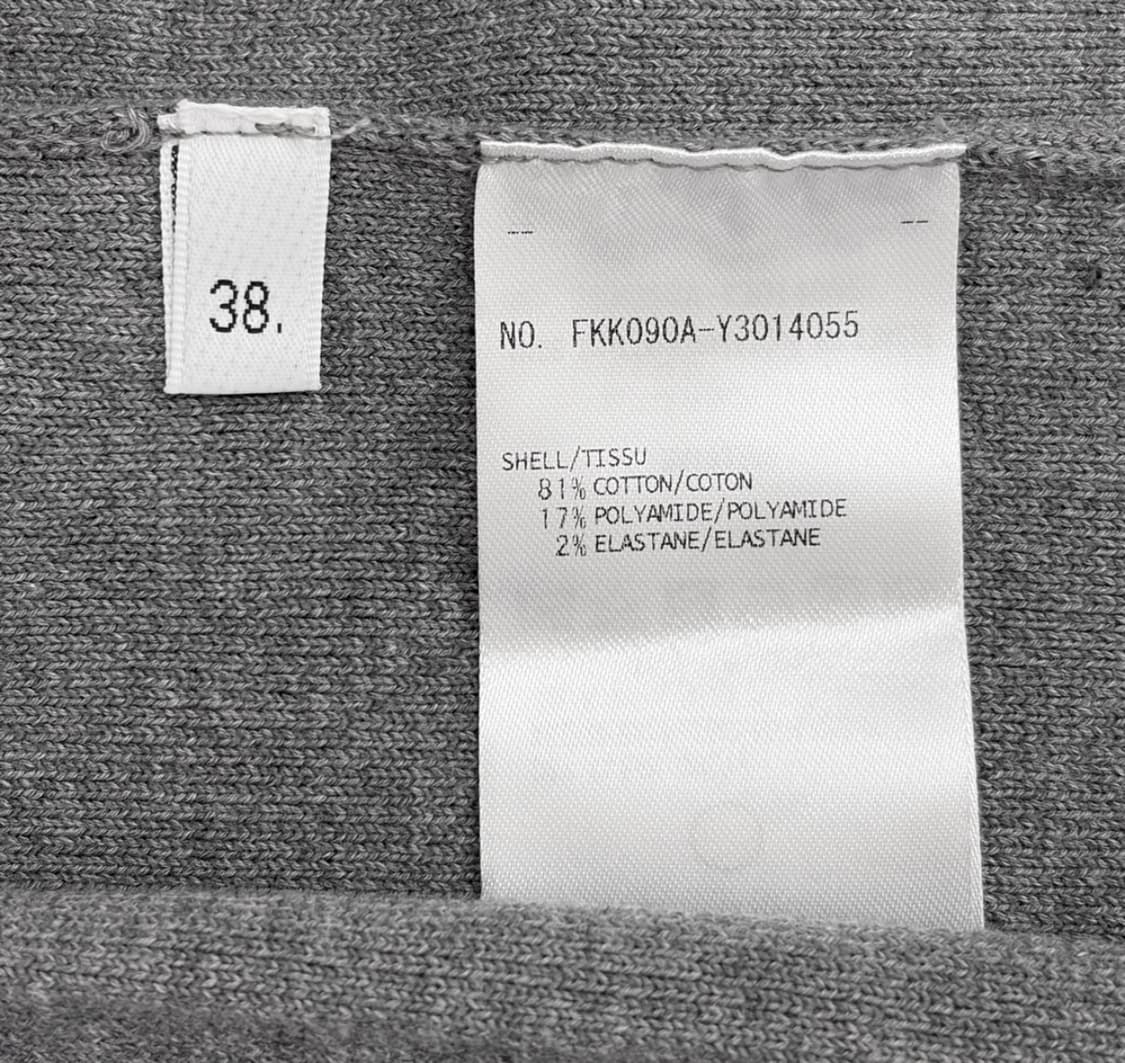 38.
-- --
NO. FKK090A-Y3014055
SHELL/TISSU
81% COTTON/COTON
17% POLYAMIDE/POLYAMIDE
2% ELASTANE/ELASTANE